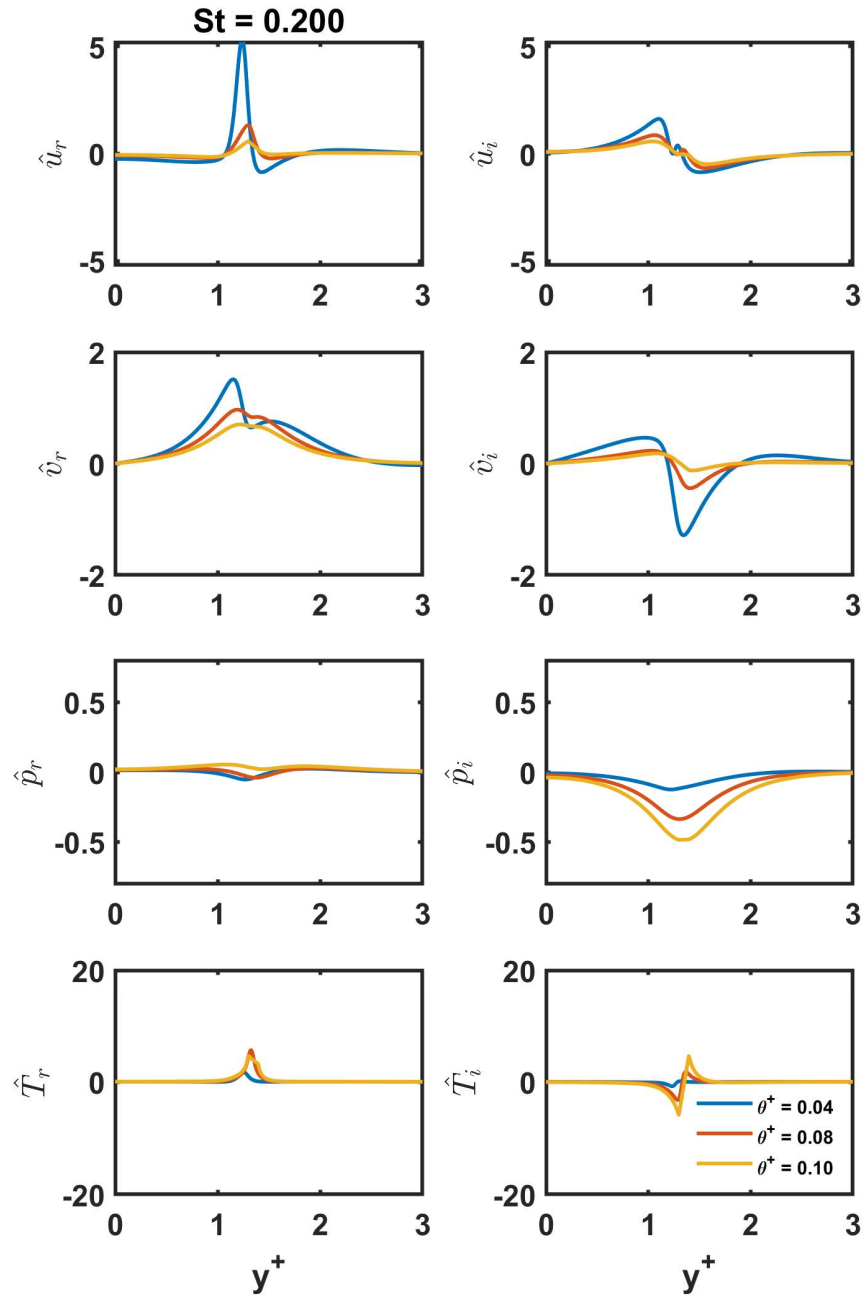 St = 0.200
û_r
5
0
-5
0 1 2 3
û_i
5
0
-5
0 1 2 3
v̂_r
2
0
-2
0 1 2 3
v̂_i
2
0
-2
0 1 2 3
p̂_r
0.5
0
-0.5
0 1 2 3
p̂_i
0.5
0
-0.5
0 1 2 3
T̂_r
20
0
-20
0 1 2 3
y⁺
T̂_i
20
0
-20
θ⁺ = 0.04
θ⁺ = 0.08
θ⁺ = 0.10
0 1 2 3
y⁺